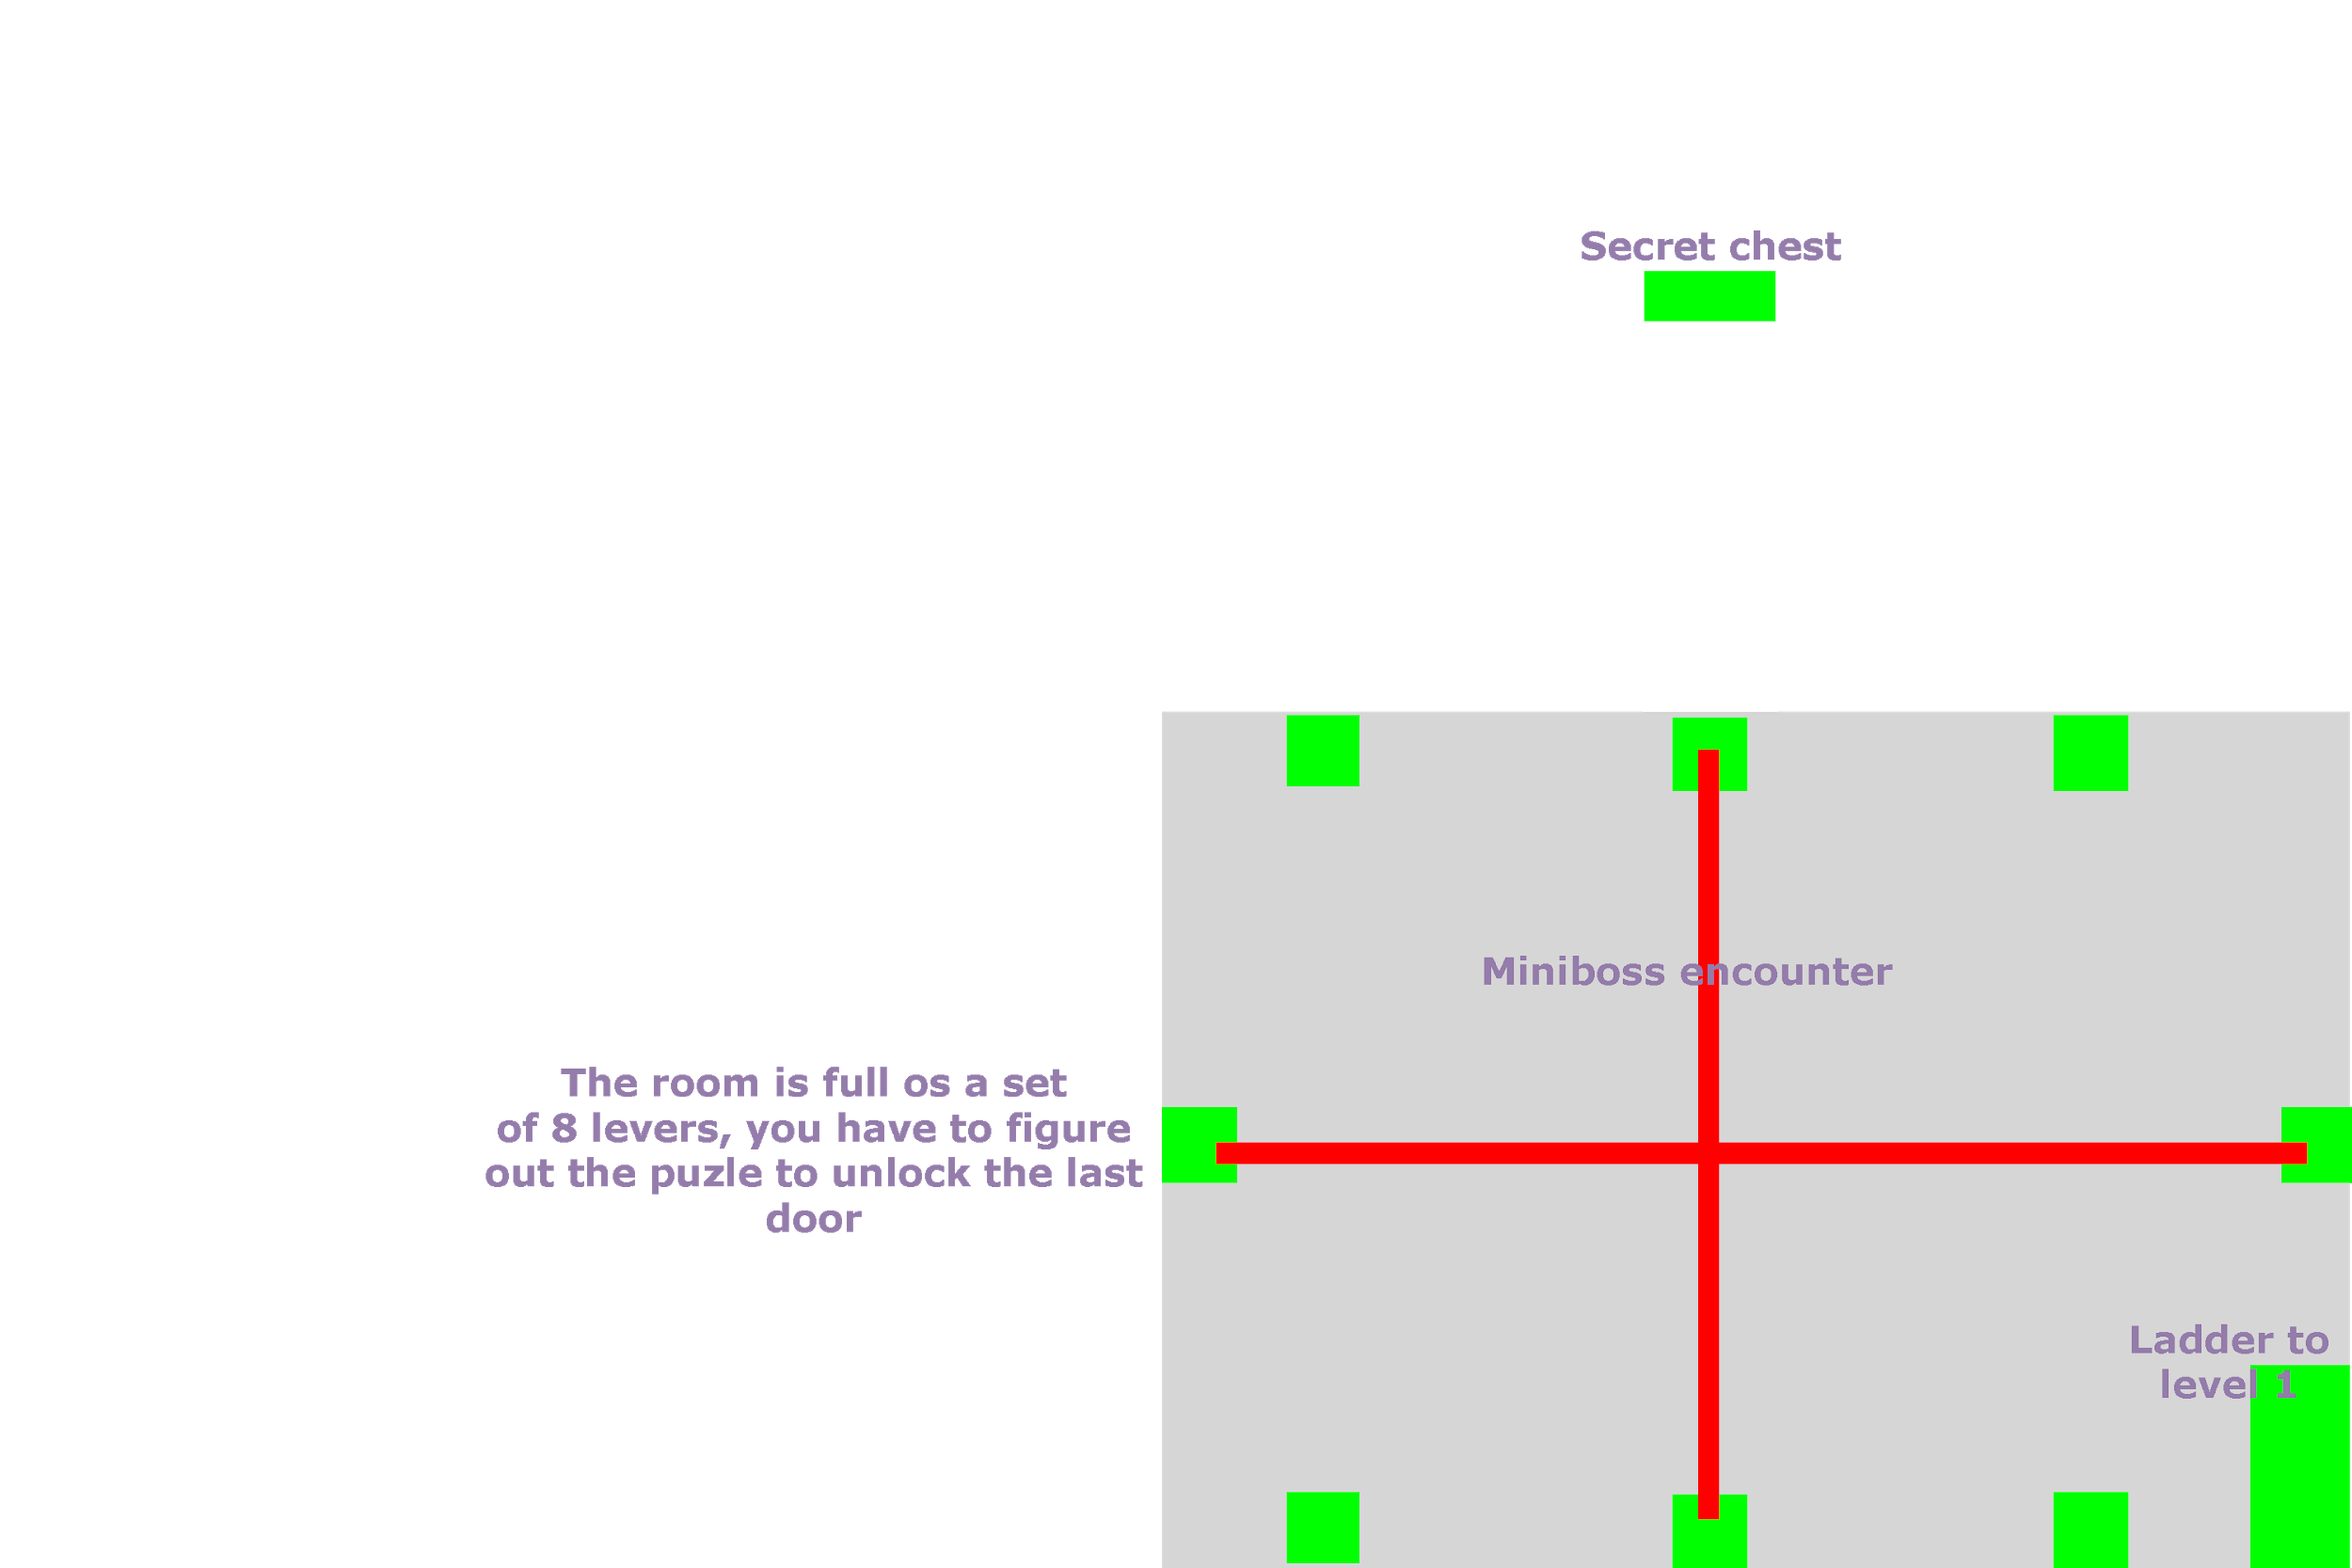 Secret chest
Miniboss encounter
The room is full os a set
of 8 levers, you have to figure
out the puzle to unlock the last
door
Ladder to
level 1